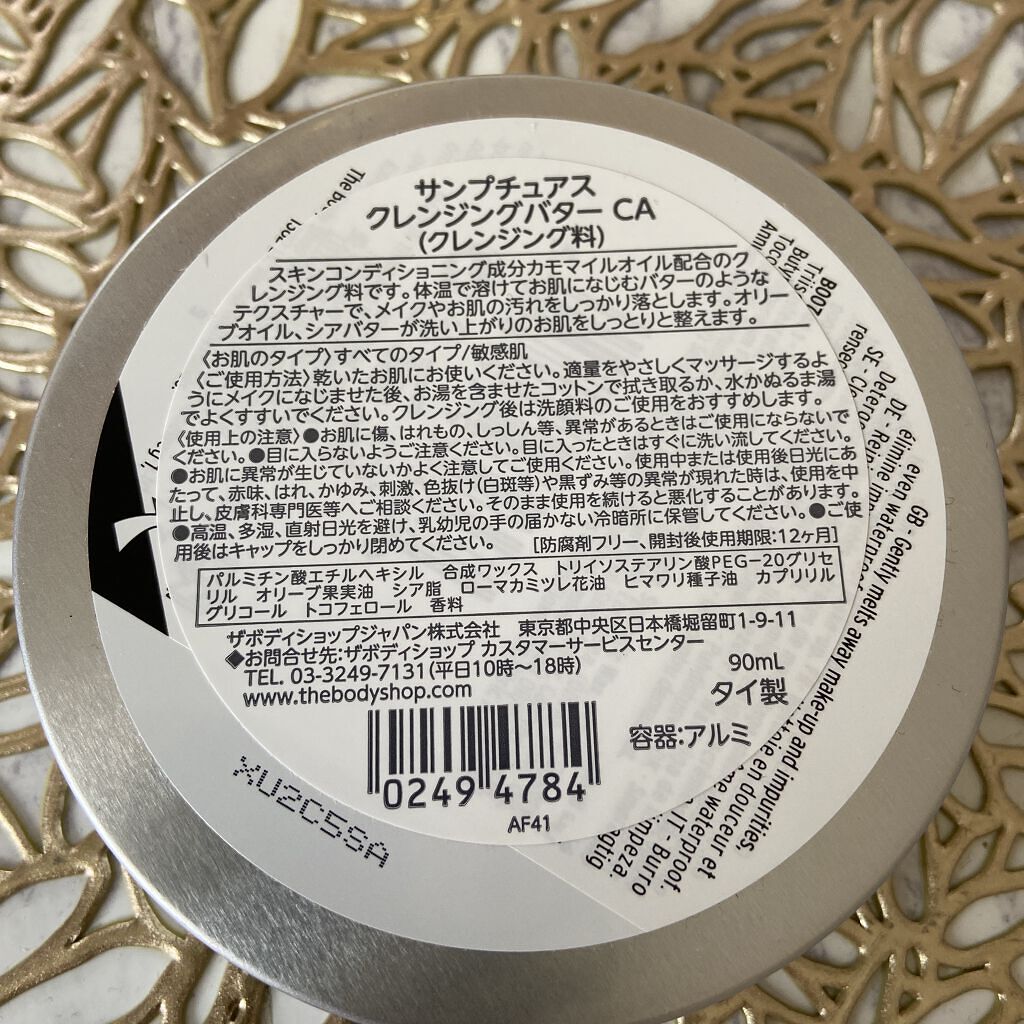 サンプチュアス
クレンジングバター CA
(クレンジング料)
スキンコンディショニング成分カモマイルオイル配合のク
レンジング料です。体温で溶けてお肌になじむバターのような
テクスチャーで、メイクやお肌の汚れをしっかり落とします。オリー
ブオイル、シアバターが洗い上がりのお肌をしっとりと整えます。
〈お肌のタイプ〉すべてのタイプ/敏感肌
〈ご使用方法〉乾いたお肌にお使いください。適量をやさしくマッサージするよ
うにメイクになじませた後、お湯を含ませたコットンで拭き取るか、水かぬるま湯
でよくすすいでください。クレンジング後は洗顔料のご使用をおすすめします。
〈使用上の注意〉●お肌に傷、はれもの、しっしん等、異常があるときはご使用にならないで
ください。●目に入らないようご注意ください。目に入ったときはすぐに洗い流してください。
●お肌に異常が生じていないかよく注意してご使用ください。使用中または使用後日光にあ
たって、赤味、はれ、かゆみ、刺激、色抜け(白斑等)や黒ずみ等の異常が現れた時は、使用を中
止し、皮膚科専門医等へご相談ください。そのまま使用を続けると悪化することがあります。
●高温、多湿、直射日光を避け、乳幼児の手の届かない冷暗所に保管してください。●ご使
用後はキャップをしっかり閉めてください。 [防腐剤フリー、開封後使用期限:12ヶ月]
パルミチン酸エチルヘキシル 合成ワックス トリイソステアリン酸PEG-20グリセ
リル オリーブ果実油 シア脂 ローマカミツレ花油 ヒマワリ種子油 カプリリル
グリコール トコフェロール 香料
ザボディショップジャパン株式会社 東京都中央区日本橋堀留町1-9-11
◆お問合せ先:ザボディショップ カスタマーサービスセンター
TEL. 03-3249-7131(平日10時〜18時)
www.thebodyshop.com
90mL
タイ製
容器:アルミ
0249 4784
AF41
XU2C58A
GB - Gently melts away make-up and impurities,
even waterproof
élimine
en douceur et
DE -
waterproof.
SE -
IT - Burro
The bo